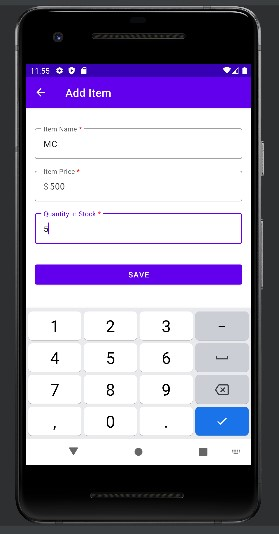 11:55
Add Item
Item Name *
MC
Item Price *
$ 500
Quantity in Stock *
5
SAVE
1 2 3 –
4 5 6
7 8 9
, 0 .